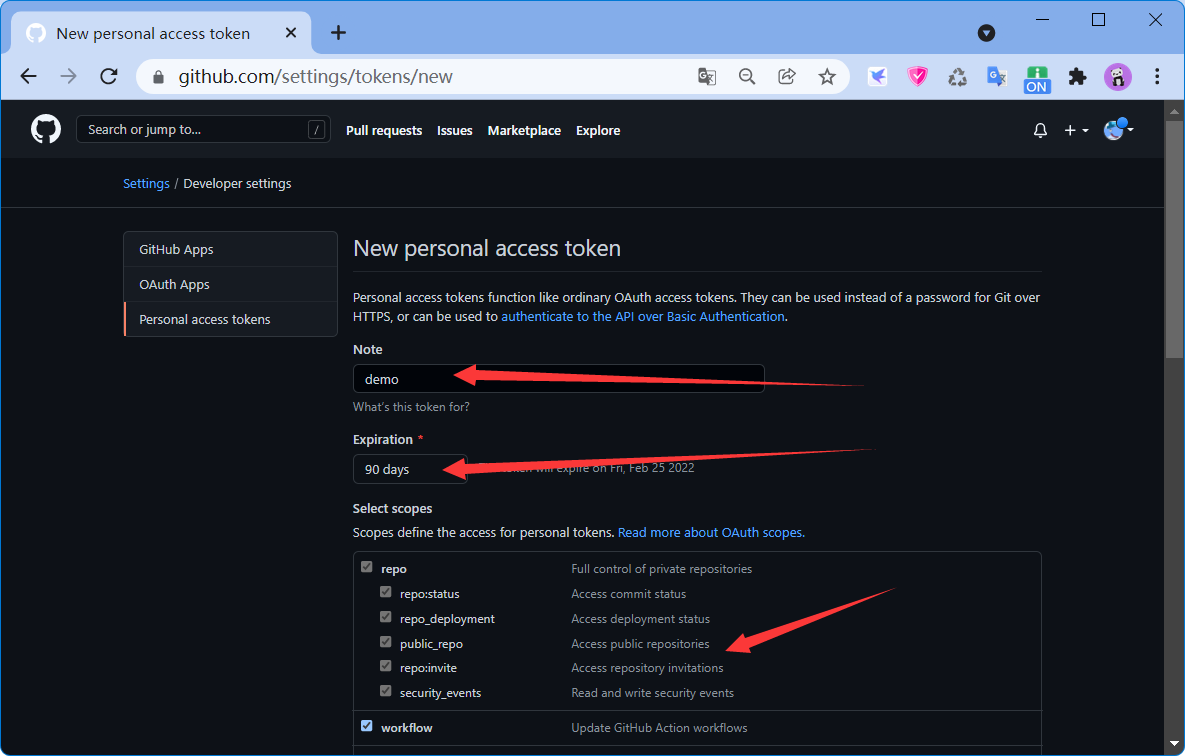 New personal access token
github.com/settings/tokens/new
ON
Search or jump to... /
Pull requests Issues Marketplace Explore
Settings / Developer settings
GitHub Apps
OAuth Apps
Personal access tokens
New personal access token
Personal access tokens function like ordinary OAuth access tokens. They can be used instead of a password for Git over
HTTPS, or can be used to authenticate to the API over Basic Authentication.
Note
demo
What's this token for?
Expiration *
90 days
token will expire on Fri, Feb 25 2022
Select scopes
Scopes define the access for personal tokens. Read more about OAuth scopes.
repo Full control of private repositories
repo:status Access commit status
repo_deployment Access deployment status
public_repo Access public repositories
repo:invite Access repository invitations
security_events Read and write security events
workflow Update GitHub Action workflows